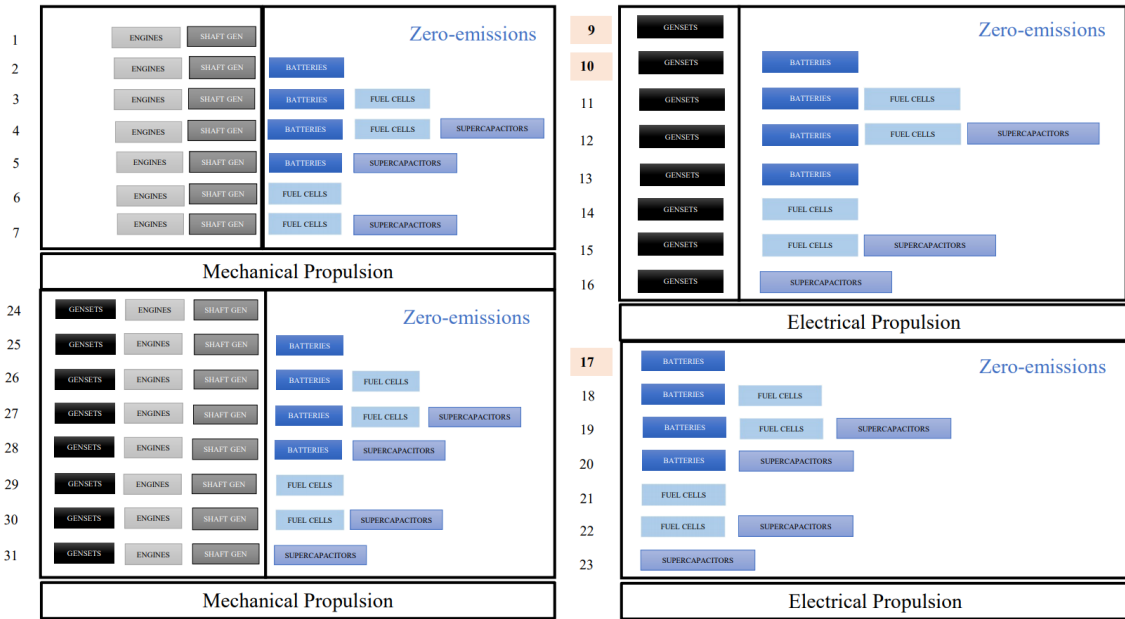 Zero-emissions
1 ENGINES SHAFT GEN
2 ENGINES SHAFT GEN BATTERIES
3 ENGINES SHAFT GEN BATTERIES FUEL CELLS
4 ENGINES SHAFT GEN BATTERIES FUEL CELLS SUPERCAPACITORS
5 ENGINES SHAFT GEN BATTERIES SUPERCAPACITORS
6 ENGINES SHAFT GEN FUEL CELLS
7 ENGINES SHAFT GEN FUEL CELLS SUPERCAPACITORS
Mechanical Propulsion
24 GENSETS ENGINES SHAFT GEN
Zero-emissions
25 GENSETS ENGINES SHAFT GEN BATTERIES
26 GENSETS ENGINES SHAFT GEN BATTERIES FUEL CELLS
27 GENSETS ENGINES SHAFT GEN BATTERIES FUEL CELLS SUPERCAPACITORS
28 GENSETS ENGINES SHAFT GEN BATTERIES SUPERCAPACITORS
29 GENSETS ENGINES SHAFT GEN FUEL CELLS
30 GENSETS ENGINES SHAFT GEN FUEL CELLS SUPERCAPACITORS
31 GENSETS ENGINES SHAFT GEN SUPERCAPACITORS
Mechanical Propulsion
9 GENSETS
Zero-emissions
10 GENSETS BATTERIES
11 GENSETS BATTERIES FUEL CELLS
12 GENSETS BATTERIES FUEL CELLS SUPERCAPACITORS
13 GENSETS BATTERIES
14 GENSETS FUEL CELLS
15 GENSETS FUEL CELLS SUPERCAPACITORS
16 GENSETS SUPERCAPACITORS
Electrical Propulsion
17 BATTERIES
Zero-emissions
18 BATTERIES FUEL CELLS
19 BATTERIES FUEL CELLS SUPERCAPACITORS
20 BATTERIES SUPERCAPACITORS
21 FUEL CELLS
22 FUEL CELLS SUPERCAPACITORS
23 SUPERCAPACITORS
Electrical Propulsion